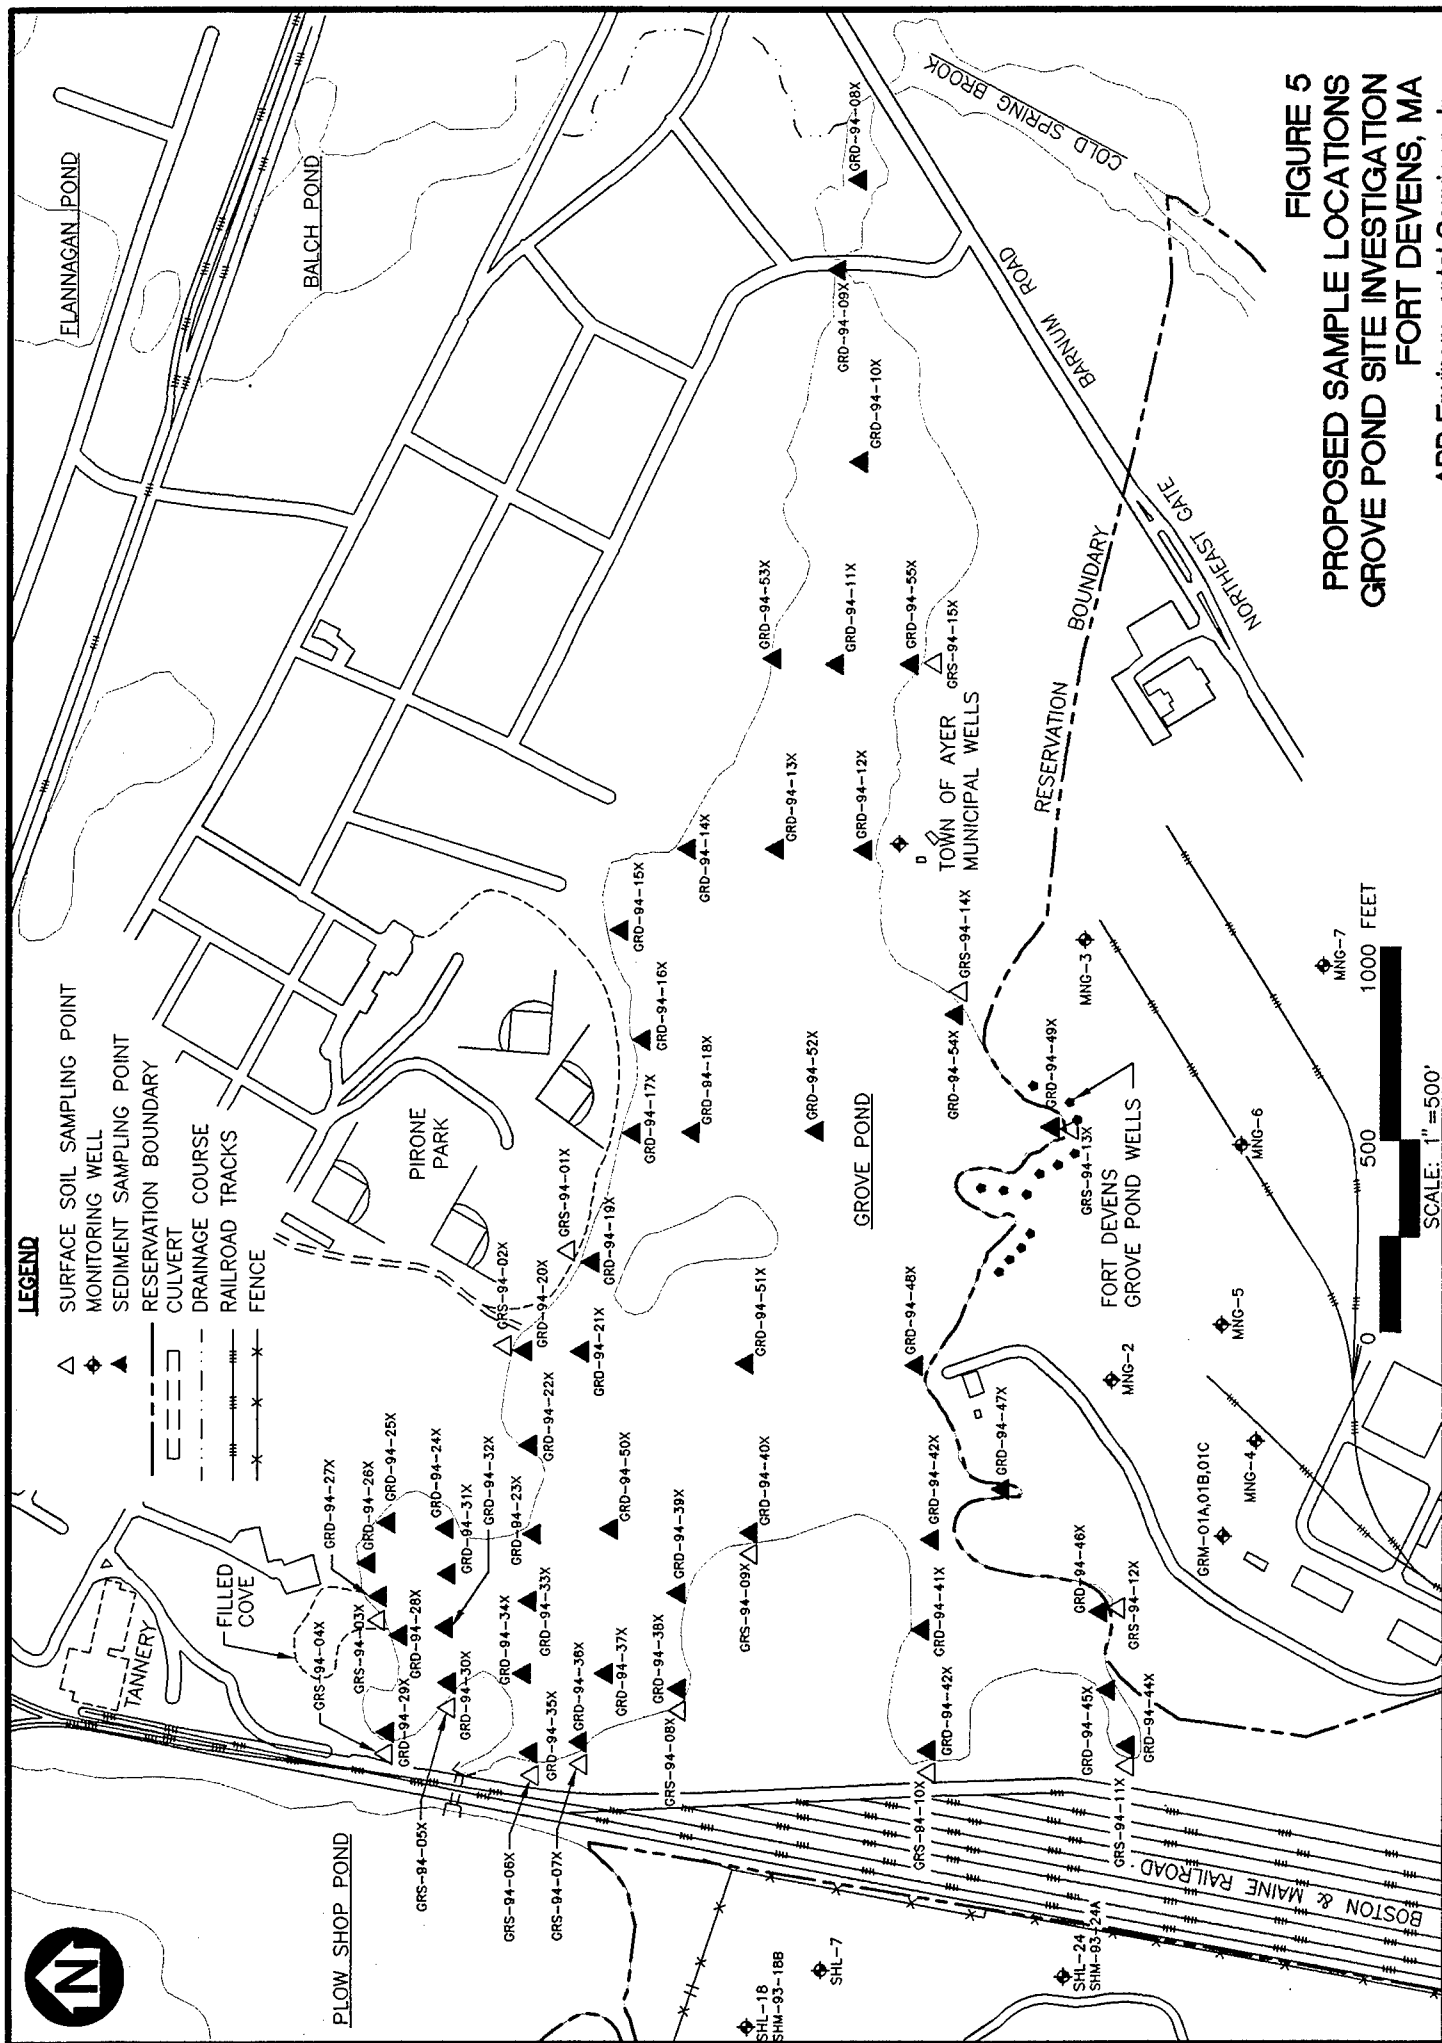 FLANNAGAN POND
BALCH POND
COLD SPRING BROOK
BARNUM ROAD
NORTHEAST GATE
RESERVATION BOUNDARY
LEGEND
SURFACE SOIL SAMPLING POINT
MONITORING WELL
SEDIMENT SAMPLING POINT
RESERVATION BOUNDARY
CULVERT
DRAINAGE COURSE
RAILROAD TRACKS
FENCE
PIRONE
PARK
TANNERY
FILLED
COVE
PLOW SHOP POND
GROVE POND
TOWN OF AYER
MUNICIPAL WELLS
FORT DEVENS
GROVE POND WELLS
BOSTON & MAINE RAILROAD
N
GRD-94-08X
GRD-94-09X
GRD-94-10X
GRD-94-53X
GRD-94-11X
GRD-94-55X
GRS-94-15X
GRD-94-13X
GRD-94-12X
GRD-94-14X
GRD-94-15X
GRD-94-16X
GRD-94-17X
GRD-94-18X
GRD-94-52X
GRS-94-14X
GRD-94-54X
GRD-94-49X
GRS-94-13X
GRS-94-01X
GRD-94-19X
GRS-94-02X
GRD-94-20X
GRD-94-21X
GRD-94-51X
GRD-94-48X
GRD-94-22X
GRD-94-47X
GRD-94-27X
GRD-94-26X
GRD-94-25X
GRD-94-24X
GRD-94-31X
GRD-94-32X
GRD-94-23X
GRD-94-50X
GRD-94-40X
GRD-94-39X
GRS-94-09X
GRD-94-42X
GRD-94-41X
GRD-94-46X
GRS-94-12X
GRS-94-04X
GRS-94-03X
GRD-94-28X
GRD-94-34X
GRD-94-33X
GRD-94-29X
GRD-94-30X
GRD-94-35X
GRD-94-36X
GRD-94-37X
GRD-94-38X
GRS-94-08X
GRD-94-42X
GRS-94-10X
GRD-94-45X
GRD-94-44X
GRS-94-11X
GRS-94-05X
GRS-94-06X
GRS-94-07X
MNG-3
MNG-7
MNG-6
MNG-5
MNG-2
MNG-4
GRM-01A,01B,01C
SHL-18
SHM-93-18B
SHL-7
SHL-24
SHM-93-24A
0
500
1000 FEET
SCALE: 1"=500'
FIGURE 5
PROPOSED SAMPLE LOCATIONS
GROVE POND SITE INVESTIGATION
FORT DEVENS, MA